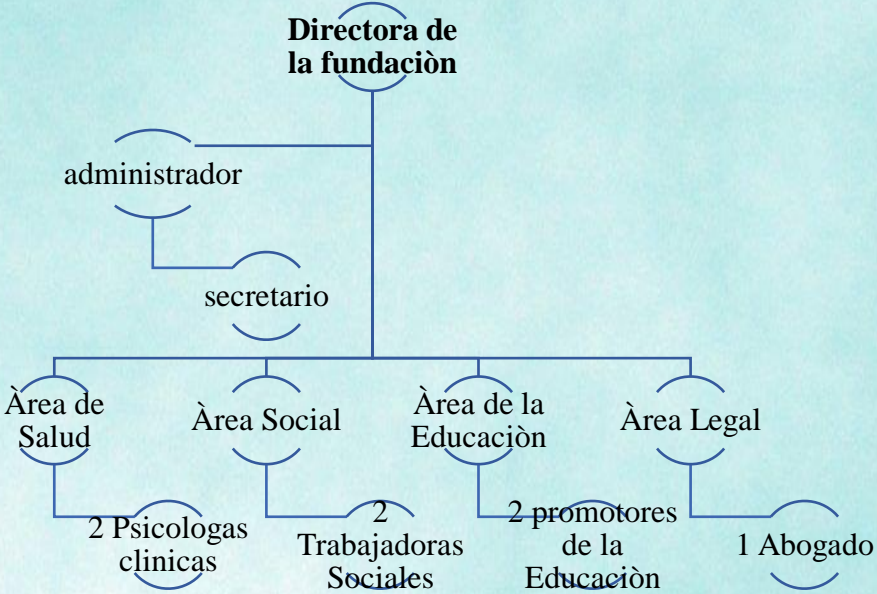 Directora de
la fundaciòn
administrador
secretario
Àrea de
Salud
Àrea Social
Àrea de la
Educaciòn
Àrea Legal
2 Psicologas
clinicas
2
Trabajadoras
Sociales
2 promotores
de la
Educaciòn
1 Abogado